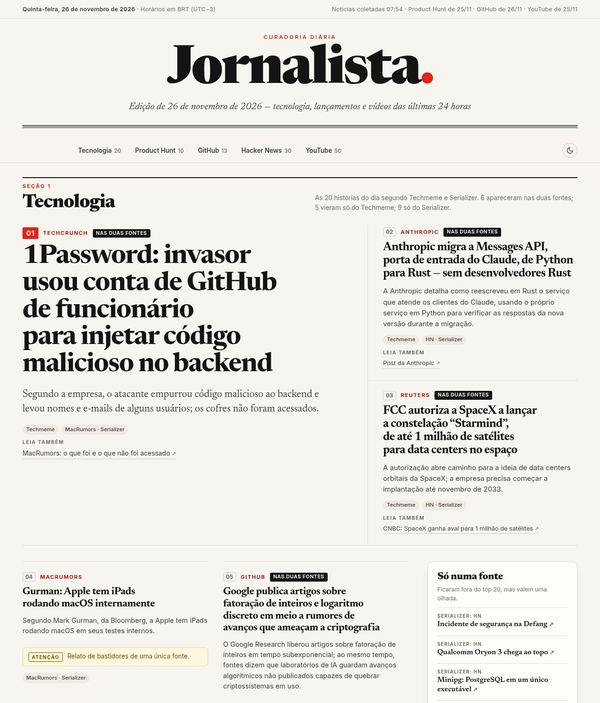 Quinta-feira, 26 de novembro de 2026 · Horários em BRT (UTC−3)
Notícias coletadas 07:54 · Product Hunt de 25/11 · GitHub de 26/11 · YouTube de 25/11
CURADORIA DIÁRIA
Jornalista.
Edição de 26 de novembro de 2026 — tecnologia, lançamentos e vídeos das últimas 24 horas
Tecnologia 20 Product Hunt 10 GitHub 13 Hacker News 30 YouTube 50
SEÇÃO 1
Tecnologia
As 20 histórias do dia segundo Techmeme e Serializer. 6 apareceram nas duas fontes;
5 vieram só do Techmeme; 9 só do Serializer.
01 TECHCRUNCH NAS DUAS FONTES
1Password: invasor
usou conta de GitHub
de funcionário
para injetar código
malicioso no backend
Segundo a empresa, o atacante empurrou código malicioso ao backend e
levou nomes e e-mails de alguns usuários; os cofres não foram acessados.
Techmeme MacRumors · Serializer
LEIA TAMBÉM
MacRumors: o que foi e o que não foi acessado ↗
02 ANTHROPIC NAS DUAS FONTES
Anthropic migra a Messages API,
porta de entrada do Claude, de Python
para Rust — sem desenvolvedores Rust
A Anthropic detalha como reescreveu em Rust o serviço
que atende os clientes do Claude, usando o próprio
serviço em Python para verificar as respostas da nova
versão durante a migração.
Techmeme HN · Serializer
LEIA TAMBÉM
Post da Anthropic ↗
03 REUTERS NAS DUAS FONTES
FCC autoriza a SpaceX a lançar
a constelação “Starmind”,
de até 1 milhão de satélites
para data centers no espaço
A autorização abre caminho para a ideia de data centers
orbitais da SpaceX; a empresa precisa começar a
implantação até novembro de 2033.
Techmeme HN · Serializer
LEIA TAMBÉM
CNBC: SpaceX ganha aval para 1 milhão de satélites ↗
04 MACRUMORS
Gurman: Apple tem iPads
rodando macOS internamente
Segundo Mark Gurman, da Bloomberg, a Apple tem iPads
rodando macOS em seus testes internos.
ATENÇÃO Relato de bastidores de uma única fonte.
MacRumors · Serializer
05 GITHUB NAS DUAS FONTES
Google publica artigos sobre
fatoração de inteiros e logaritmo
discreto em meio a rumores de
avanços que ameaçam a criptografia
O Google Research liberou artigos sobre fatoração de
inteiros em tempo subexponencial; ao mesmo tempo,
fontes dizem que laboratórios de IA guardam avanços
algorítmicos não publicados capazes de quebrar
criptossistemas em uso.
Só numa fonte
Ficaram fora do top 20, mas valem uma
olhada.
SERIALIZER: HN
Incidente de segurança na Defang ↗
SERIALIZER: HN
Qualcomm Oryon 3 chega ao topo ↗
SERIALIZER: HN
Minipg: PostgreSQL em um único
executável ↗